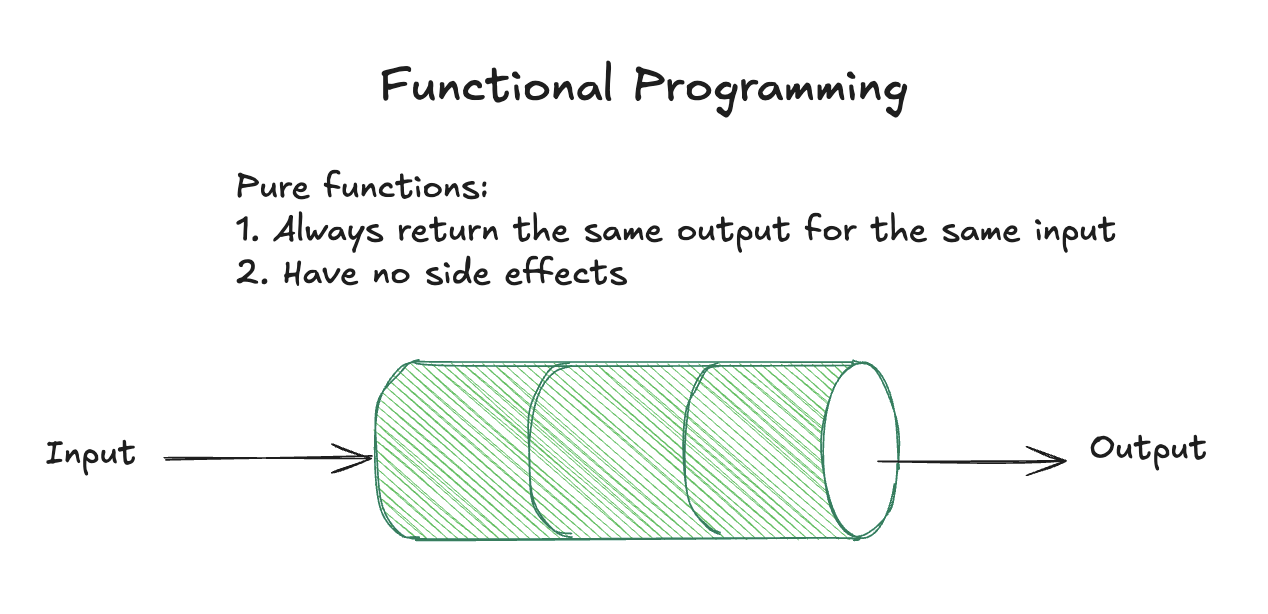 Functional Programming
Pure functions:
1. Always return the same output for the same input
2. Have no side effects
Input
Output